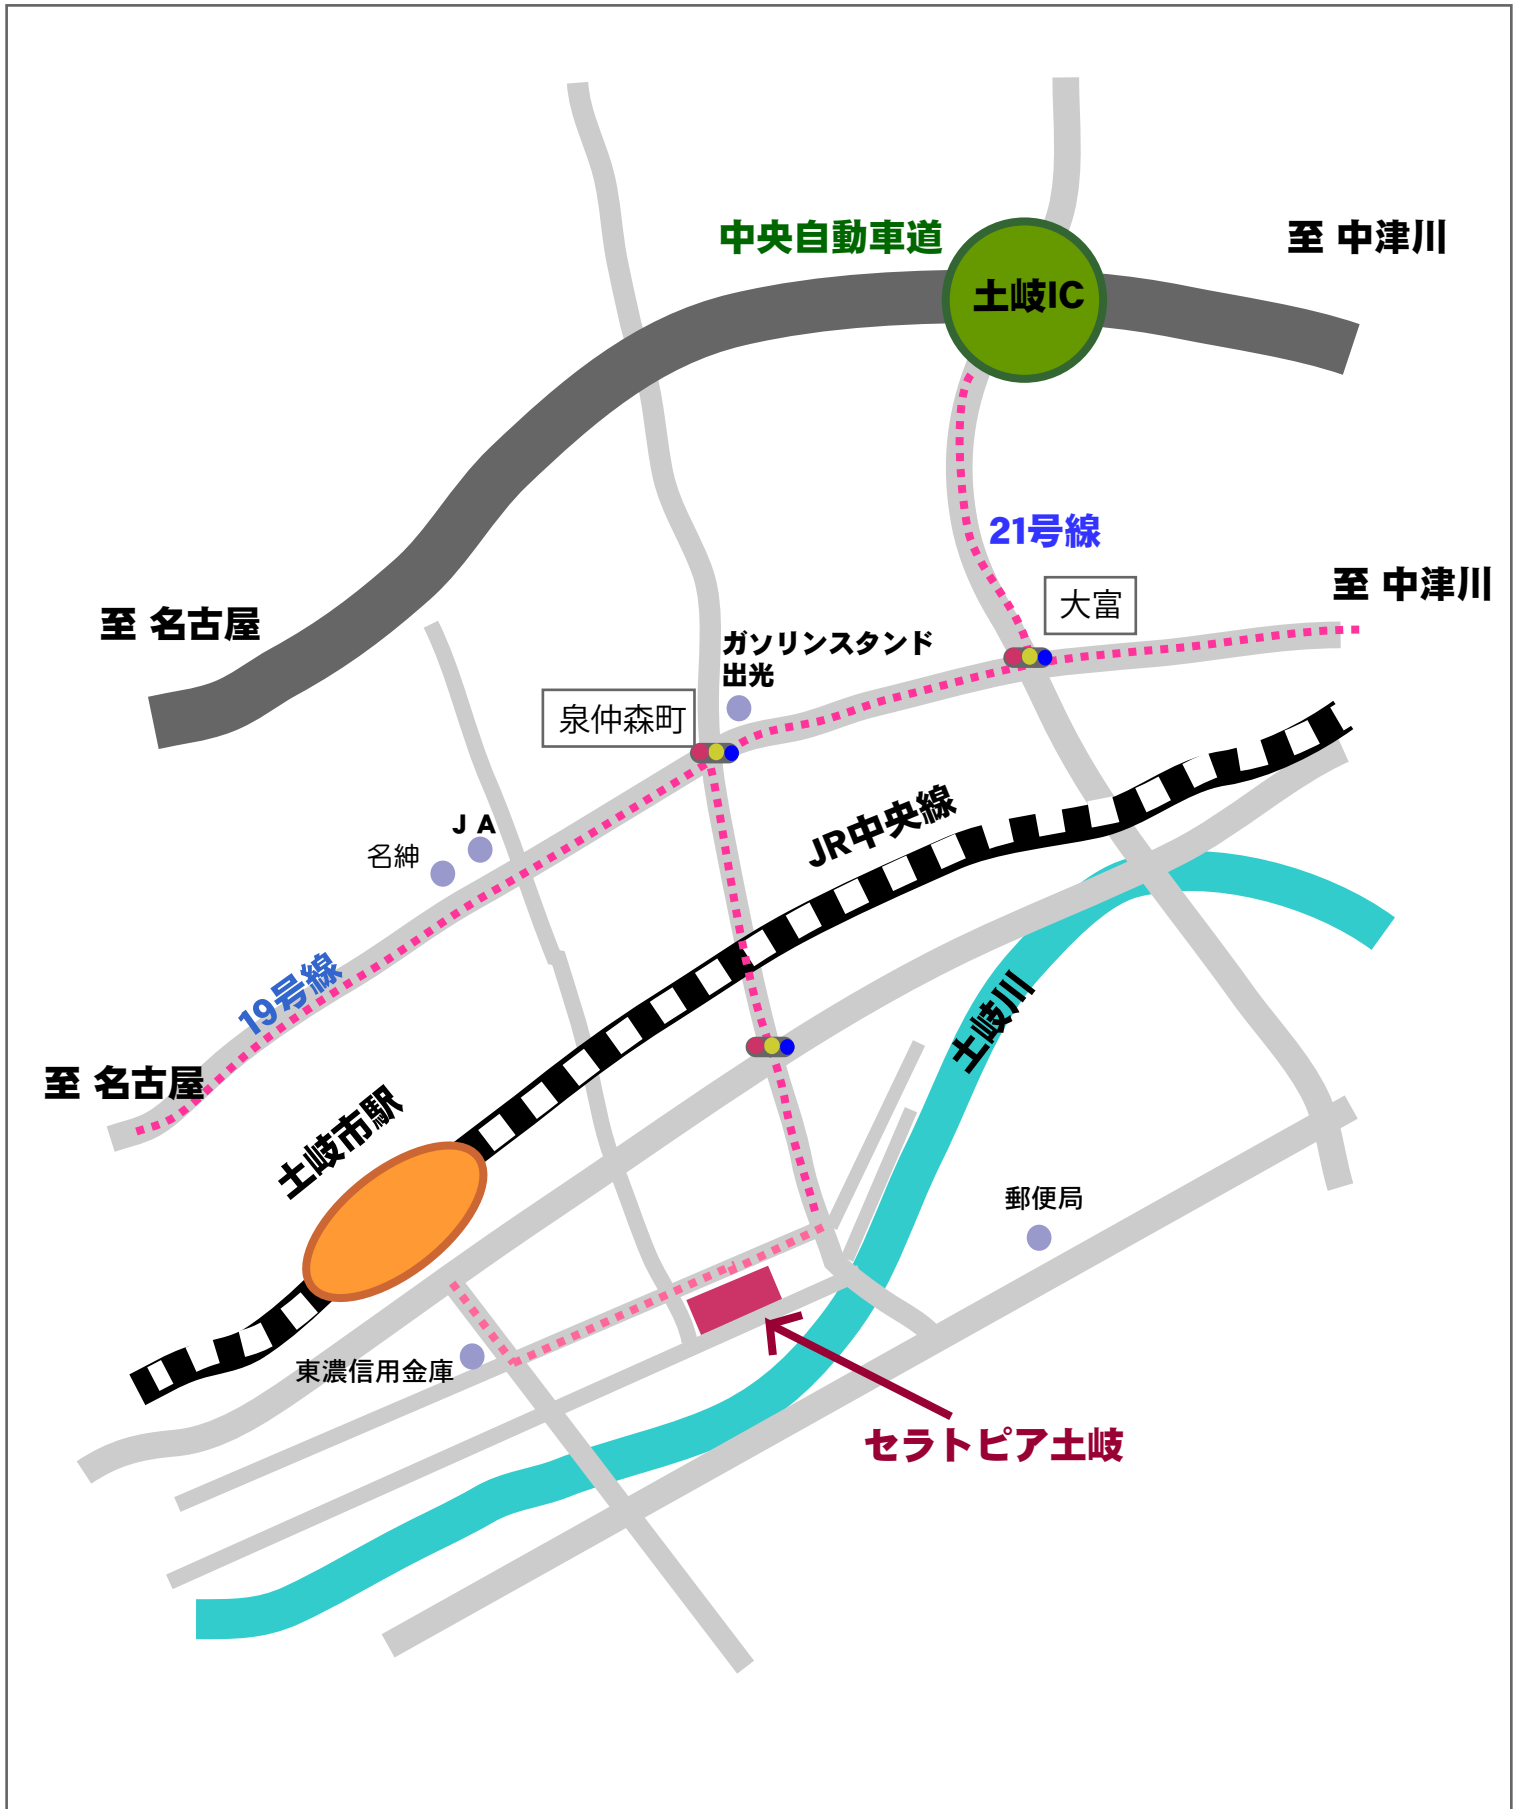 中央自動車道
至 中津川
土岐IC
21号線
至 中津川
大富
至 名古屋
ガソリンスタンド
出光
泉仲森町
JR中央線
ＪＡ
名紳
19号線
土岐川
至 名古屋
土岐市駅
郵便局
東濃信用金庫
セラトピア土岐